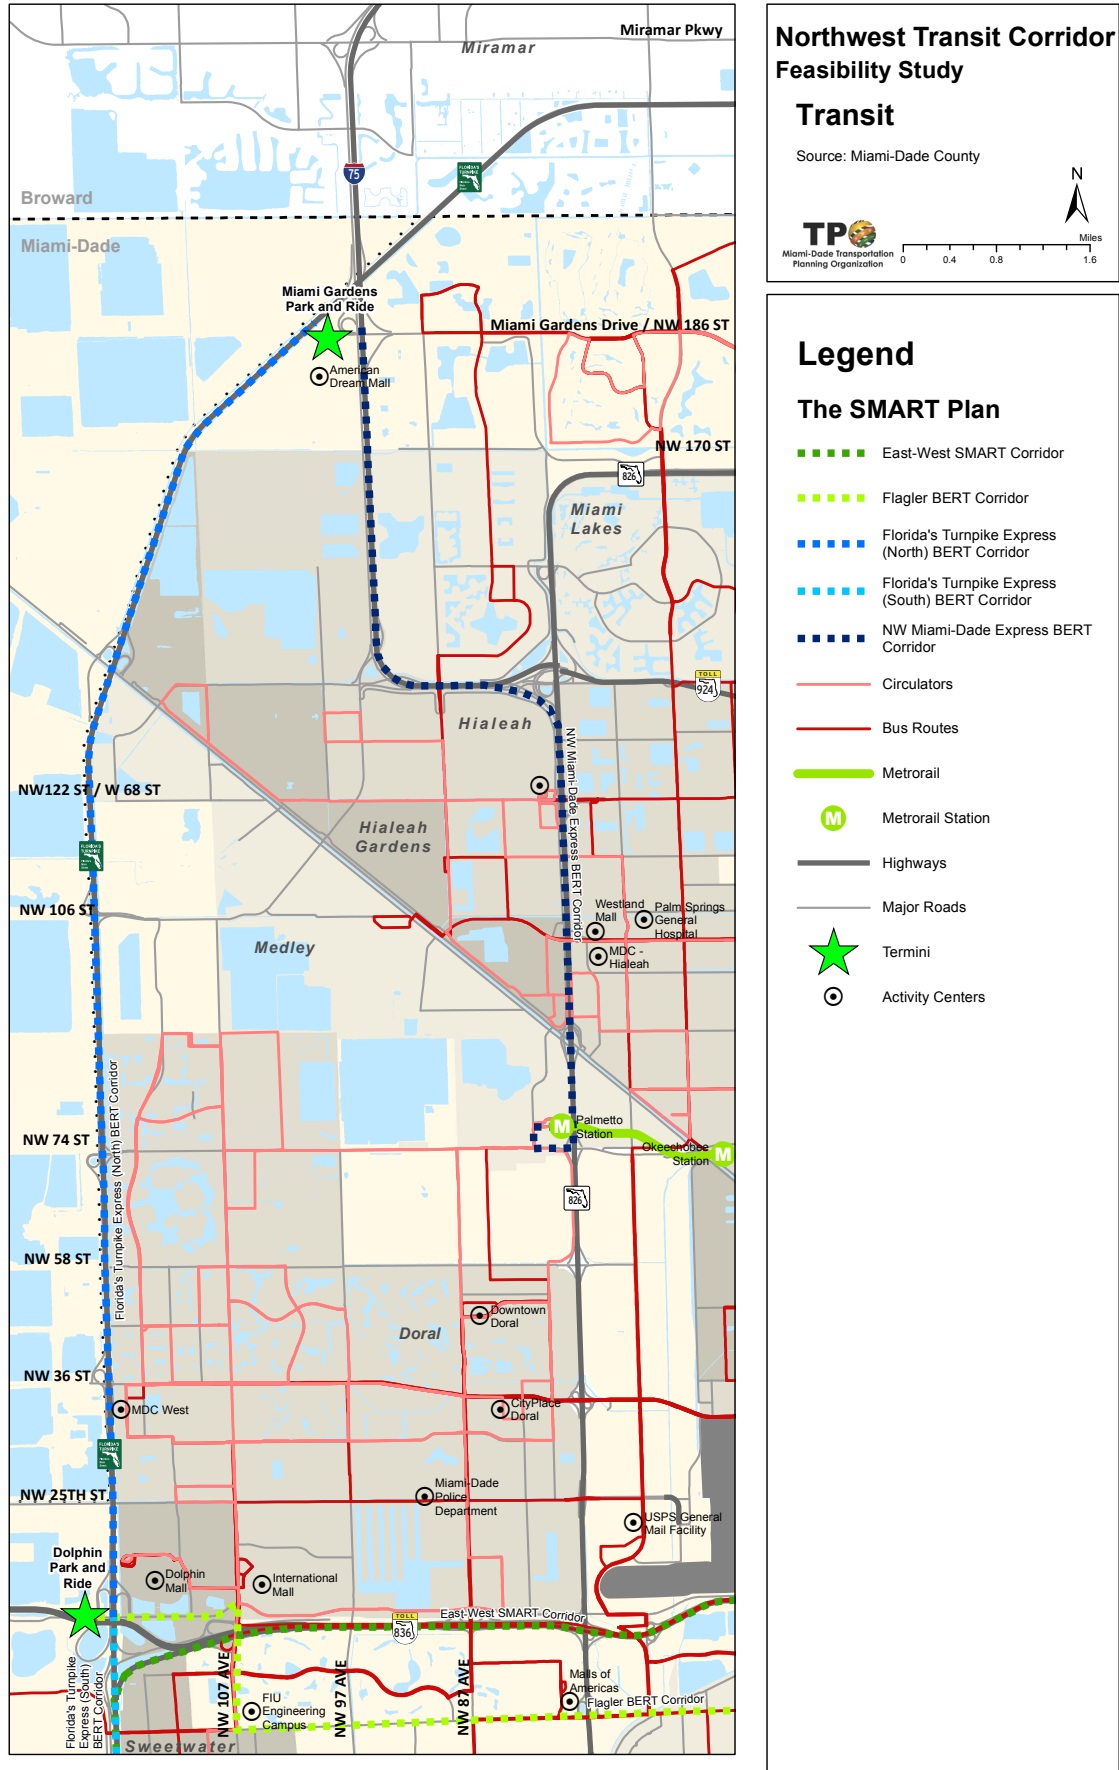 Miramar Pkwy
Miramar
75
Broward
Miami-Dade
Miami Gardens
Park and Ride
Miami Gardens Drive / NW 186 ST
American
Dream Mall
NW 170 ST
826
Miami
Lakes
TOLL
924
Hialeah
NW Miami-Dade Express BERT Corridor
NW122 ST / W 68 ST
Hialeah
Gardens
NW 106 ST
Westland
Mall
Palm Springs
General
Hospital
Medley
MDC -
Hialeah
Florida's Turnpike Express (North) BERT Corridor
NW 74 ST
Palmetto
Station
M
Okeechobee
Station
M
826
NW 58 ST
Downtown
Doral
Doral
NW 36 ST
MDC West
CityPlace
Doral
FLORIDA'S
TURNPIKE
NW 25TH ST
Miami-Dade
Police
Department
USPS General
Mail Facility
Dolphin
Park and
Ride
Dolphin
Mall
International
Mall
East-West SMART Corridor
TOLL
836
Florida's Turnpike
Express (South)
BERT Corridor
NW 107 AVE
NW 97 AVE
NW 87 AVE
FIU
Engineering
Campus
Malls of
Americas
Flagler BERT Corridor
Sweetwater
Northwest Transit Corridor
Feasibility Study
Transit
Source: Miami-Dade County
N
TPO
Miami-Dade Transportation
Planning Organization
Miles
0 0.4 0.8 1.6
Legend
The SMART Plan
East-West SMART Corridor
Flagler BERT Corridor
Florida's Turnpike Express
(North) BERT Corridor
Florida's Turnpike Express
(South) BERT Corridor
NW Miami-Dade Express BERT
Corridor
Circulators
Bus Routes
Metrorail
M
Metrorail Station
Highways
Major Roads
Termini
Activity Centers